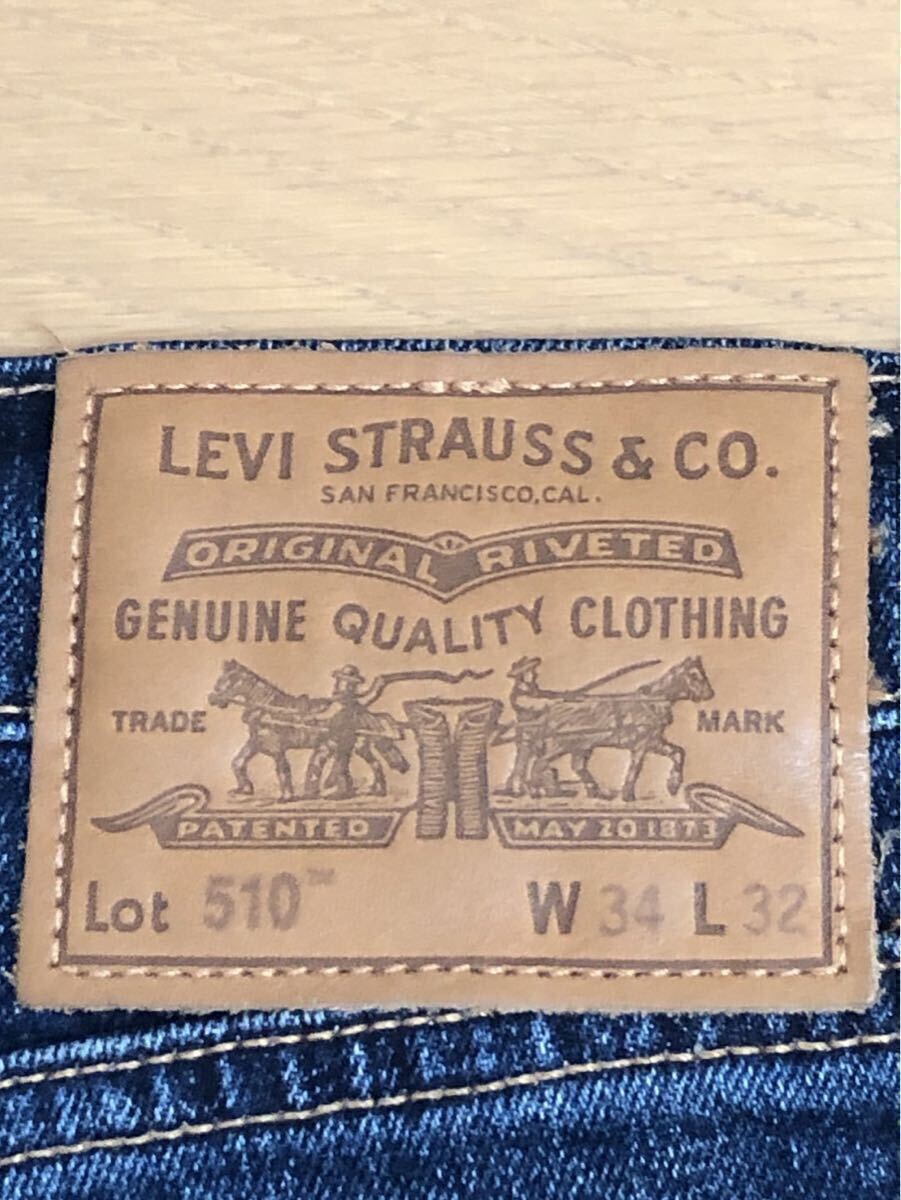 LEVI STRAUSS & CO.
SAN FRANCISCO, CAL.
ORIGINAL RIVETED
GENUINE QUALITY CLOTHING
TRADE MARK
PATENTED MAY 20 1873
Lot 510™ W 34 L 32